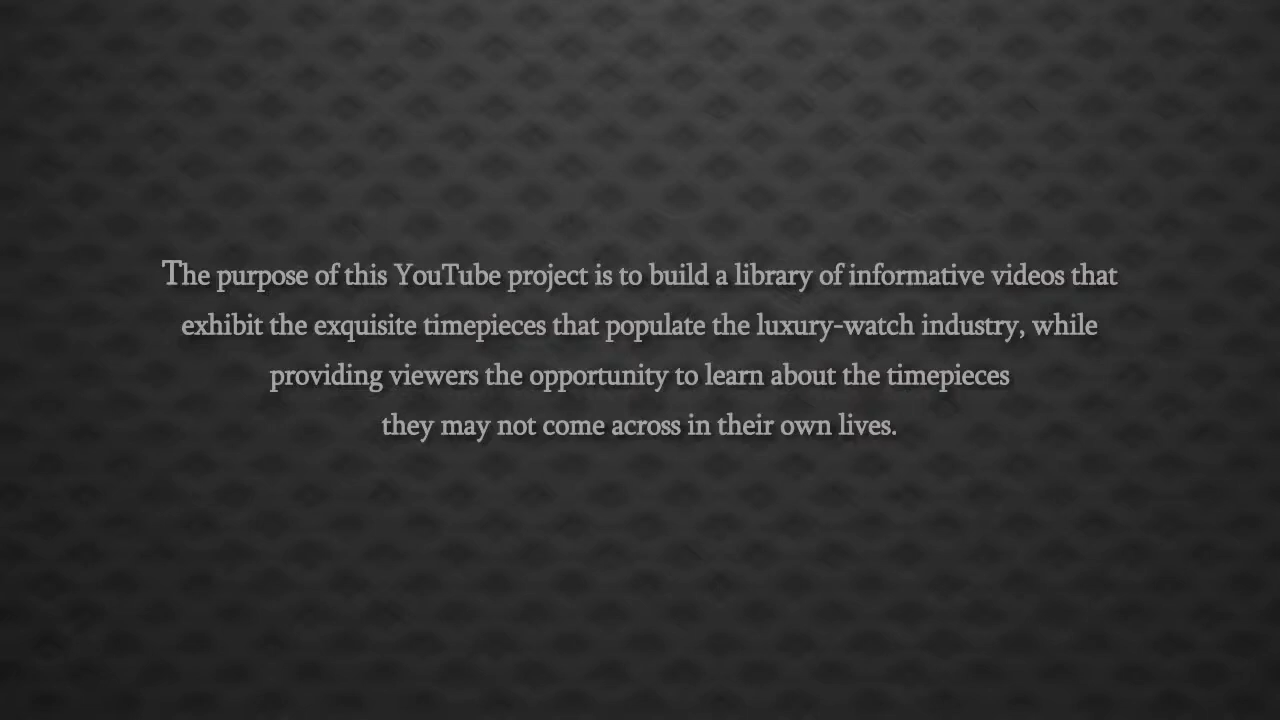 The purpose of this YouTube project is to build a library of informative videos that
exhibit the exquisite timepieces that populate the luxury-watch industry, while
providing viewers the opportunity to learn about the timepieces
they may not come across in their own lives.